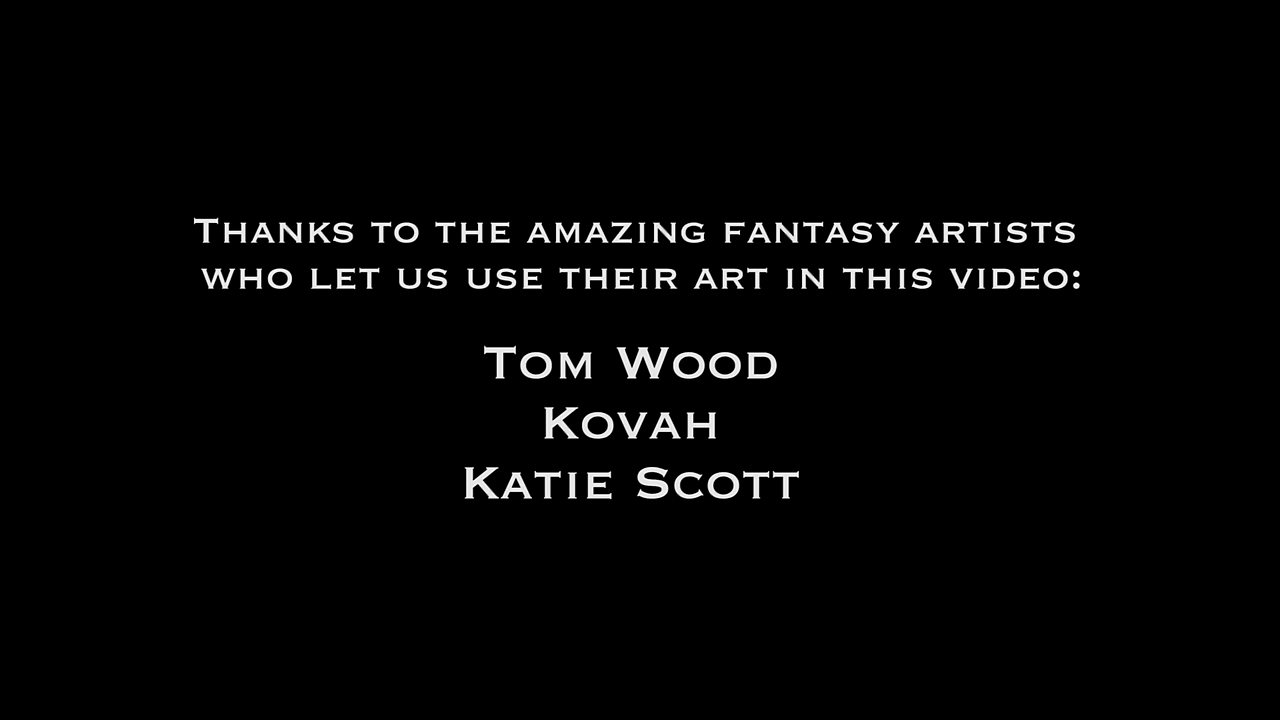 Thanks to the amazing fantasy artists
who let us use their art in this video:
Tom Wood
Kovah
Katie Scott